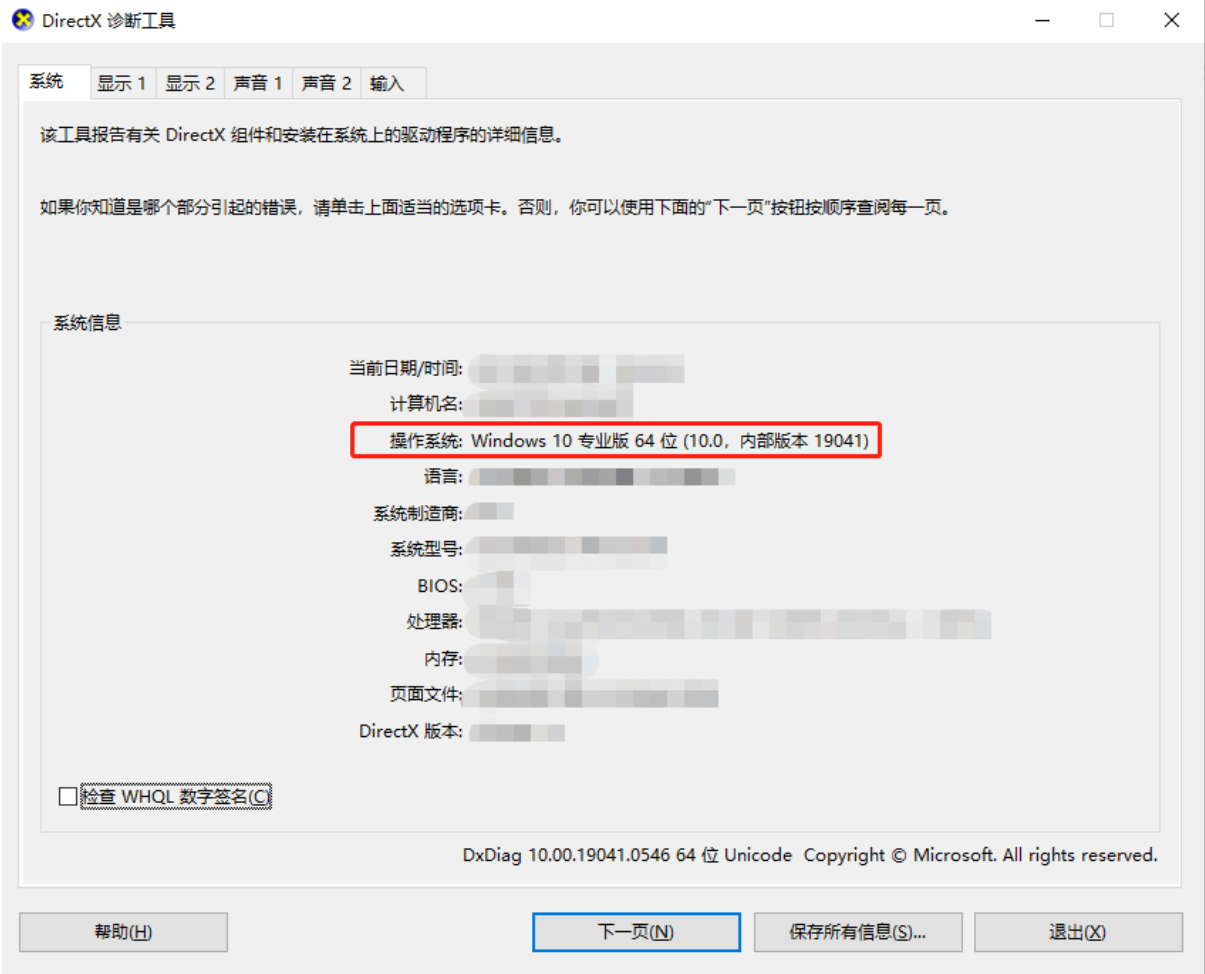 DirectX 诊断工具
系统 显示 1 显示 2 声音 1 声音 2 输入
该工具报告有关 DirectX 组件和安装在系统上的驱动程序的详细信息。
如果你知道是哪个部分引起的错误，请单击上面适当的选项卡。否则，你可以使用下面的“下一页”按钮按顺序查阅每一页。
系统信息
当前日期/时间:
计算机名:
操作系统: Windows 10 专业版 64 位 (10.0，内部版本 19041)
语言:
系统制造商:
系统型号:
BIOS:
处理器:
内存:
页面文件:
DirectX 版本:
检查 WHQL 数字签名(C)
DxDiag 10.00.19041.0546 64 位 Unicode Copyright © Microsoft. All rights reserved.
帮助(H) 下一页(N) 保存所有信息(S)... 退出(X)